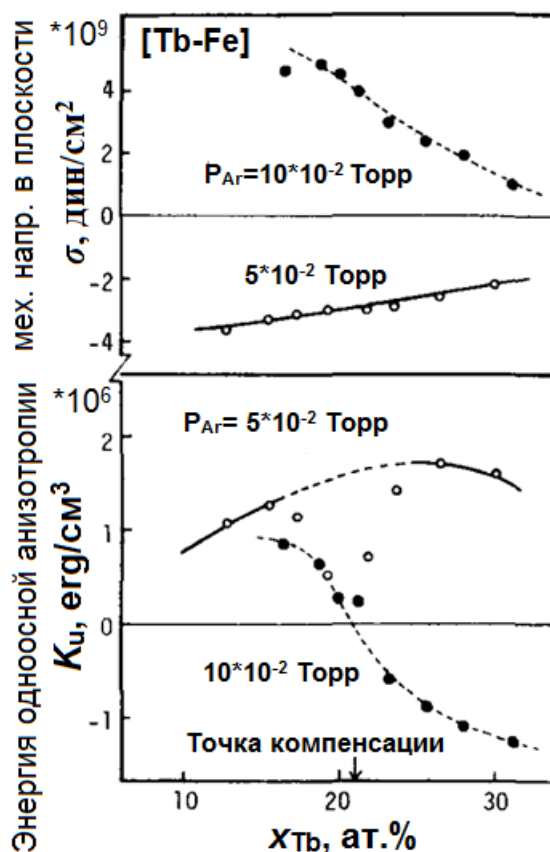 *10⁹
[Tb-Fe]
4
2
0
-2
-4
P_Ar=10*10⁻² Торр
5*10⁻² Торр
мех. напр. в плоскости
σ, дин/см²
*10⁶
P_Ar= 5*10⁻² Торр
2
1
0
-1
10*10⁻² Торр
Точка компенсации
Энергия одноосной анизотропии
K_u, erg/см³
10 20 30
x_Tb, ат.%